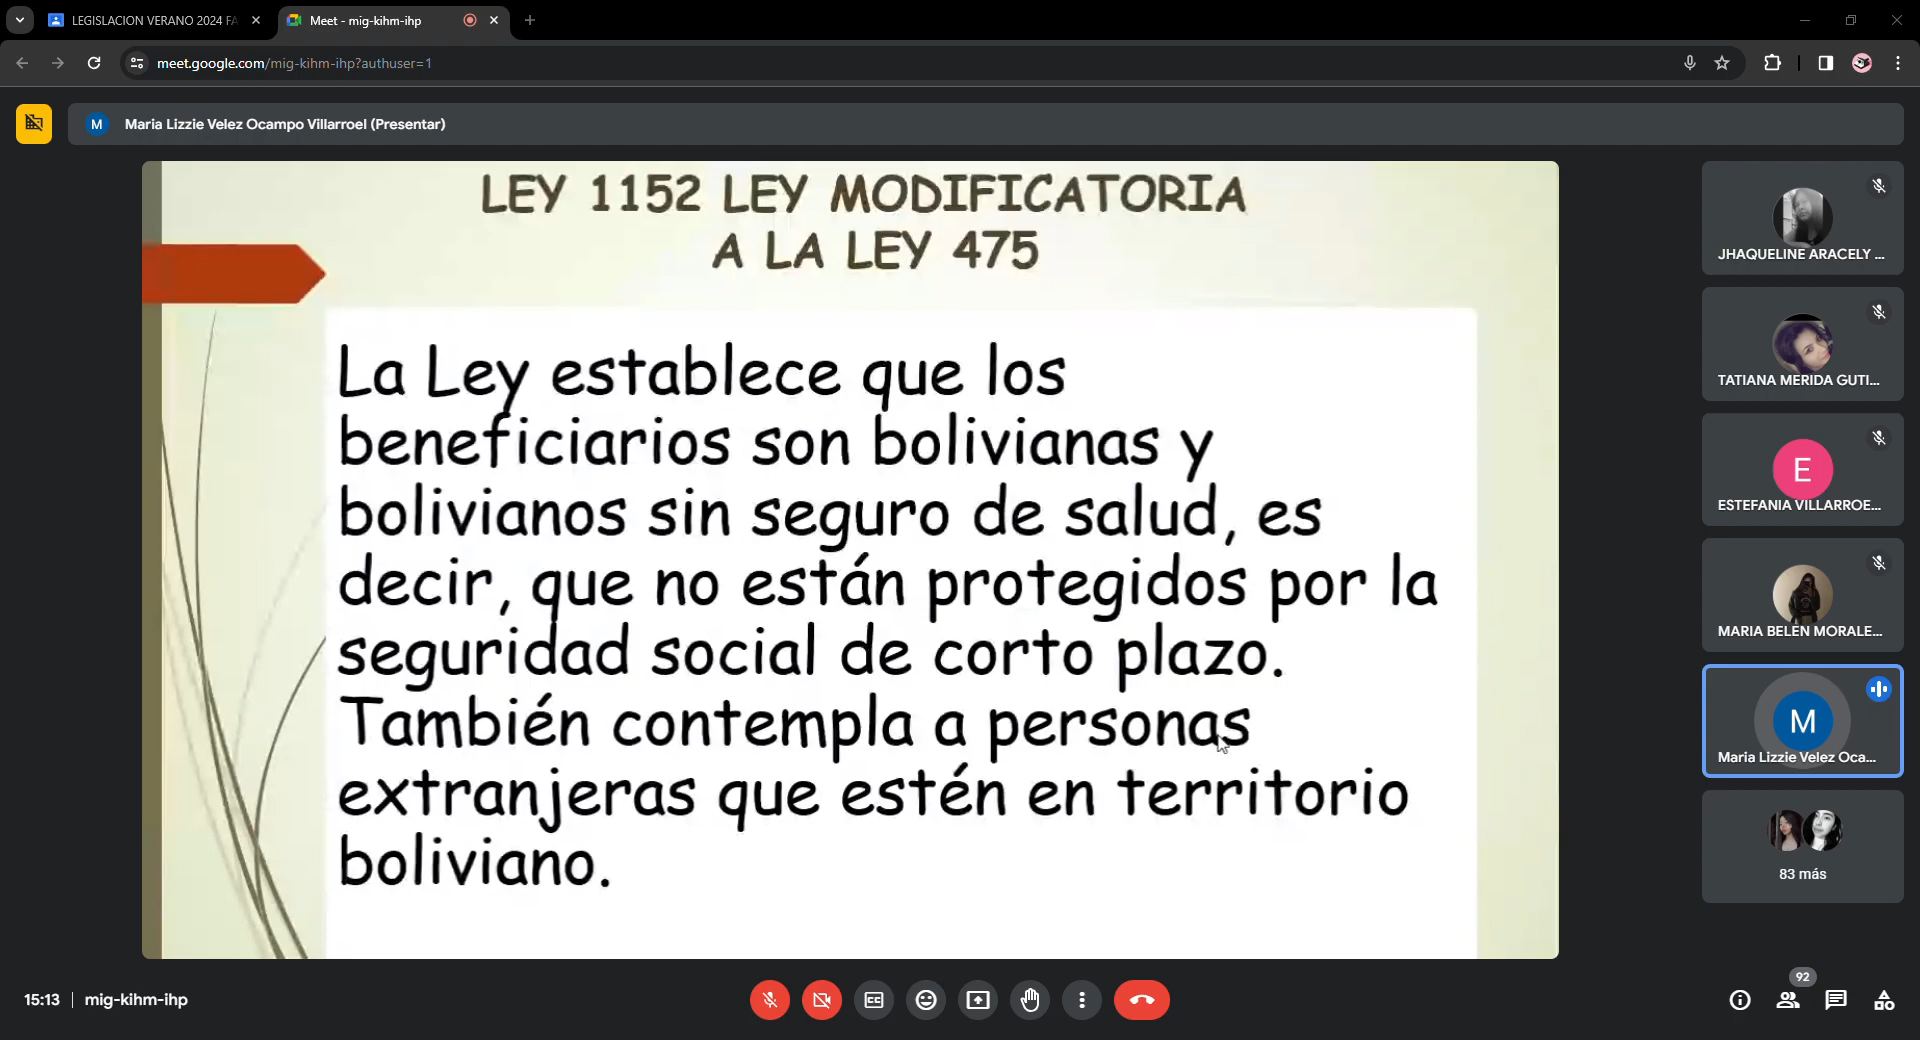 LEGISLACION VERANO 2024 FA
Meet - mig-kihm-ihp
meet.google.com/mig-kihm-ihp?authuser=1
M
Maria Lizzie Velez Ocampo Villarroel (Presentar)
LEY 1152 LEY MODIFICATORIA
A LA LEY 475
La Ley establece que los
beneficiarios son bolivianas y
bolivianos sin seguro de salud, es
decir, que no están protegidos por la
seguridad social de corto plazo.
También contempla a personas
extranjeras que estén en territorio
boliviano.
JHAQUELINE ARACELY ...
TATIANA MERIDA GUTI...
E
ESTEFANIA VILLARROE...
MARIA BELEN MORALE...
M
Maria Lizzie Velez Oca...
83 más
15:13 | mig-kihm-ihp
CC
92